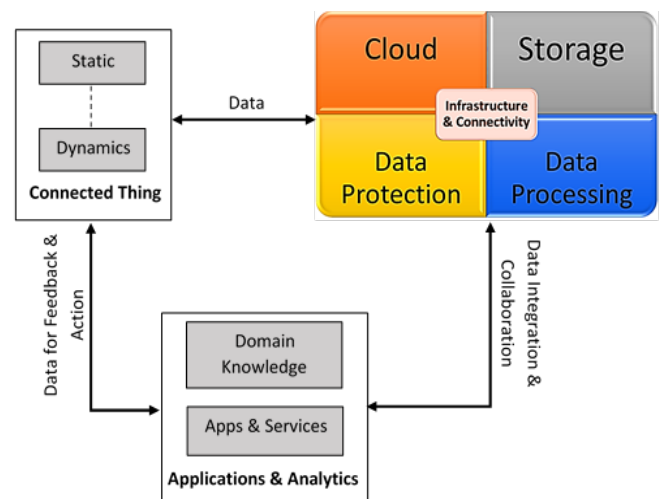 Static
Dynamics
Connected Thing
Data
Cloud
Storage
Infrastructure
& Connectivity
Data
Protection
Data
Processing
Data for Feedback &
Action
Data Integration &
Collaboration
Domain
Knowledge
Apps & Services
Applications & Analytics